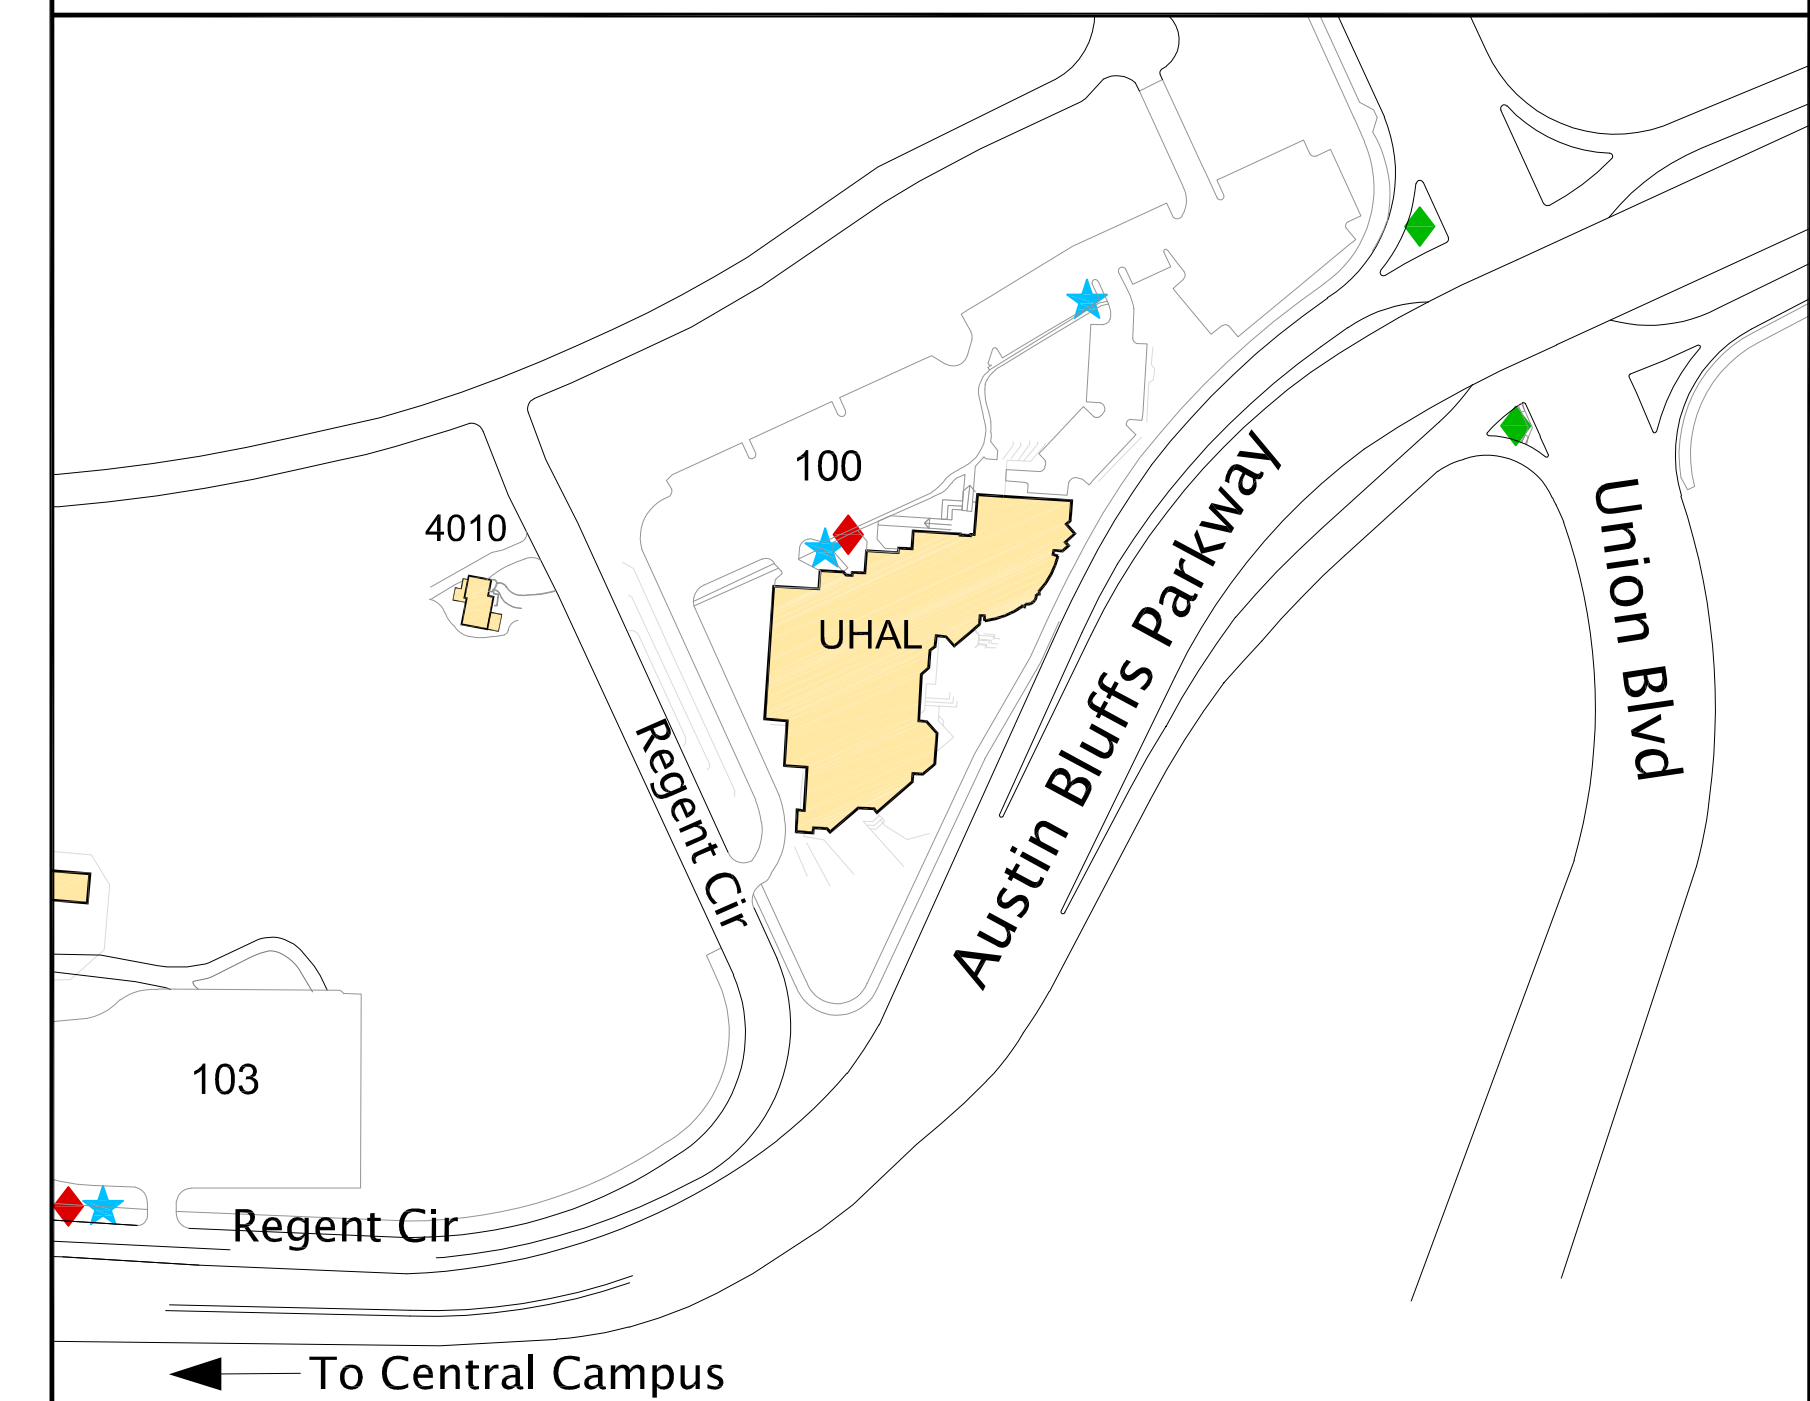 100
4010
UHAL
Austin Bluffs Parkway
Union Blvd
Regent Cir
103
Regent Cir
To Central Campus